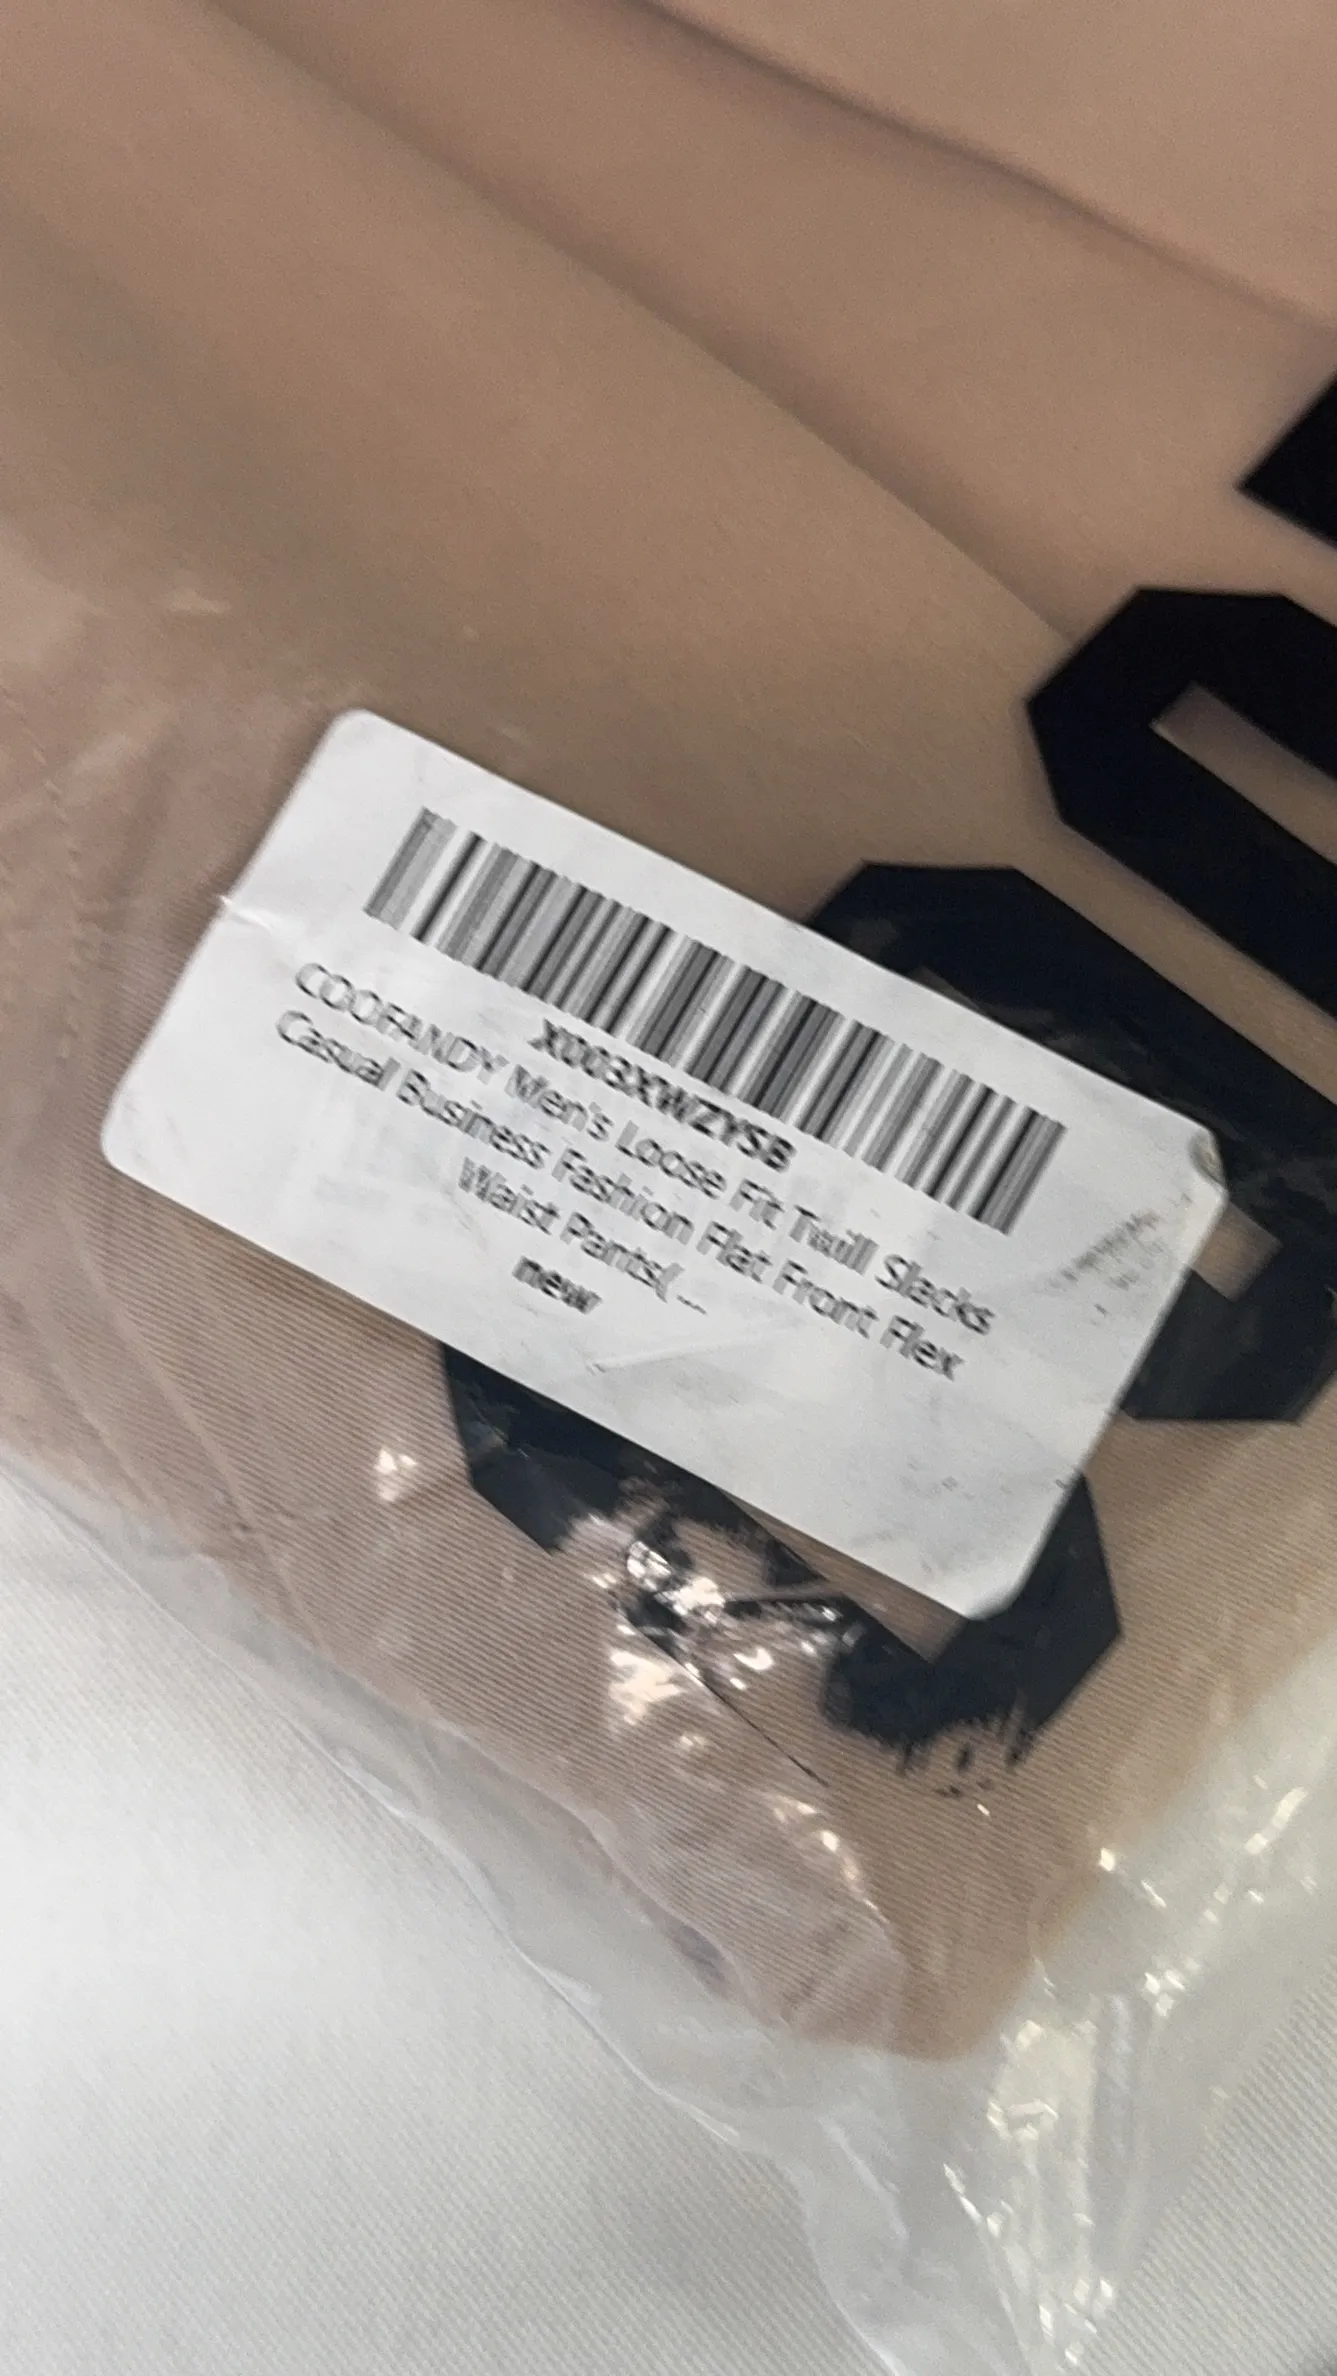 X003XWZYSB
COOFANDY Men's Loose Fit Twill Slacks
Casual Business Fashion Flat Front Flex
Waist Pants(...
new